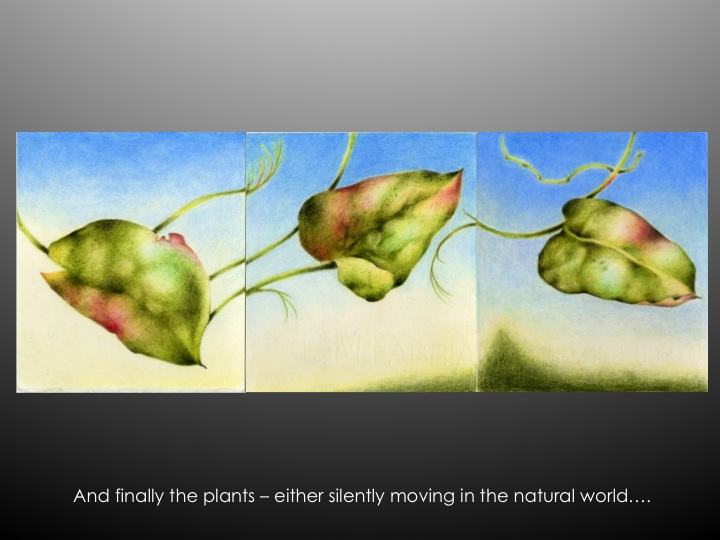 And finally the plants – either silently moving in the natural world….